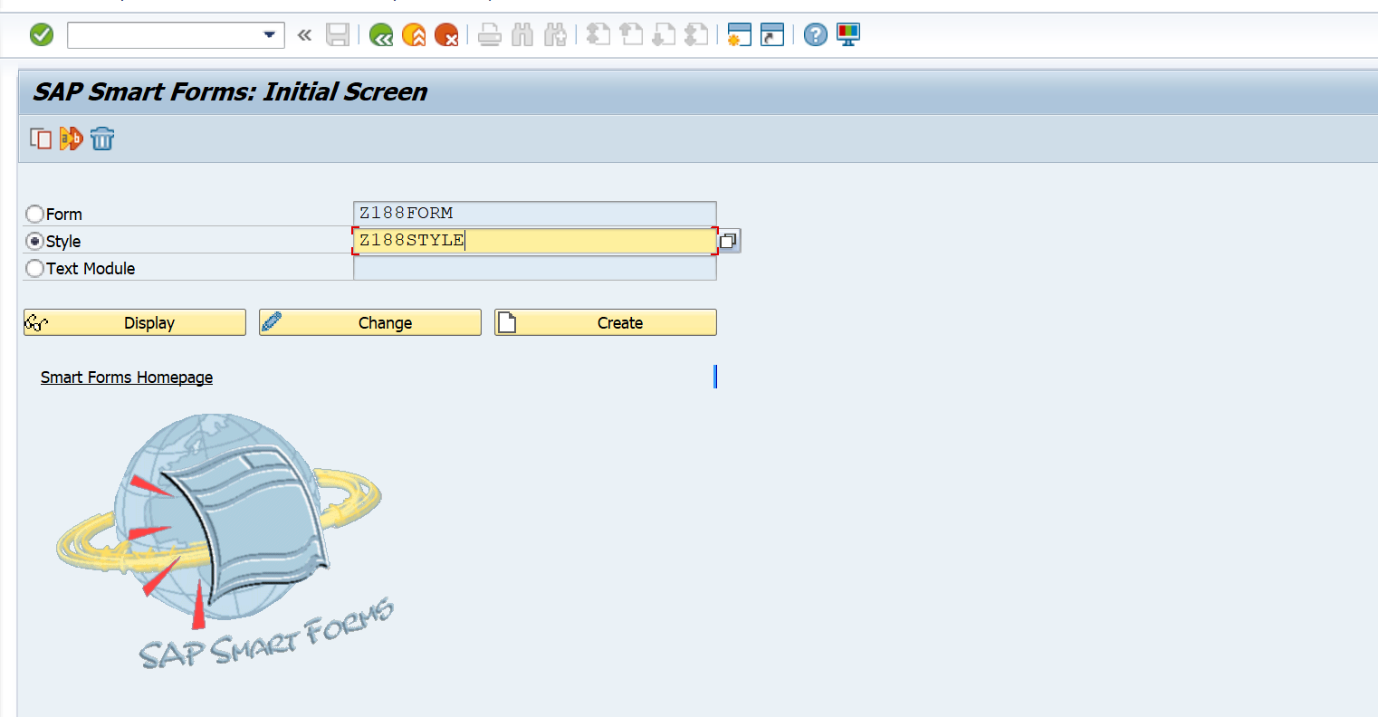 SAP Smart Forms: Initial Screen
Form Z188FORM
Style Z188STYLE
Text Module
Display Change Create
Smart Forms Homepage
SAP SMART FORMS